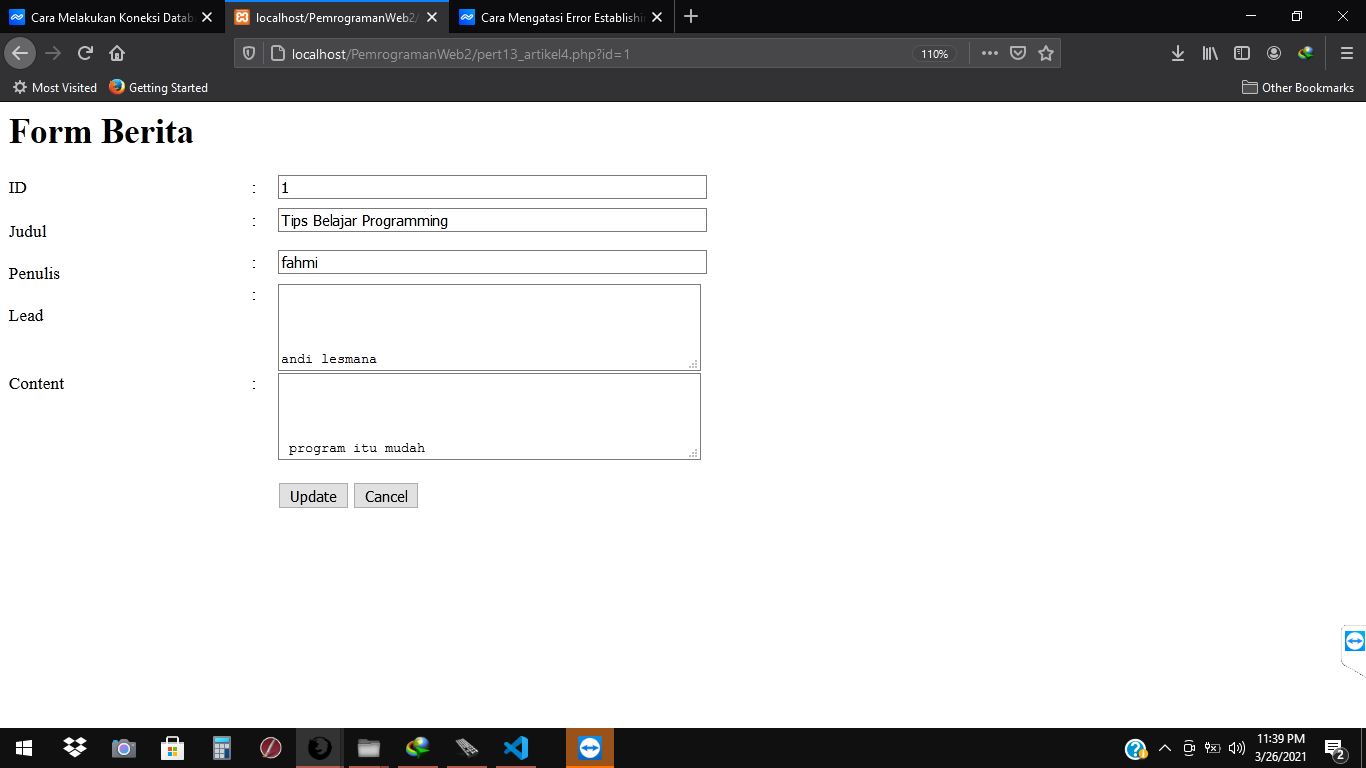 Cara Melakukan Koneksi Datab
localhost/PemrogramanWeb2/
Cara Mengatasi Error Establishi
localhost/PemrogramanWeb2/pert13_artikel4.php?id=1
110%
Most Visited
Getting Started
Other Bookmarks
Form Berita
ID : 1
Judul : Tips Belajar Programming
Penulis : fahmi
Lead : andi lesmana
Content : program itu mudah
Update Cancel
11:39 PM
3/26/2021
2